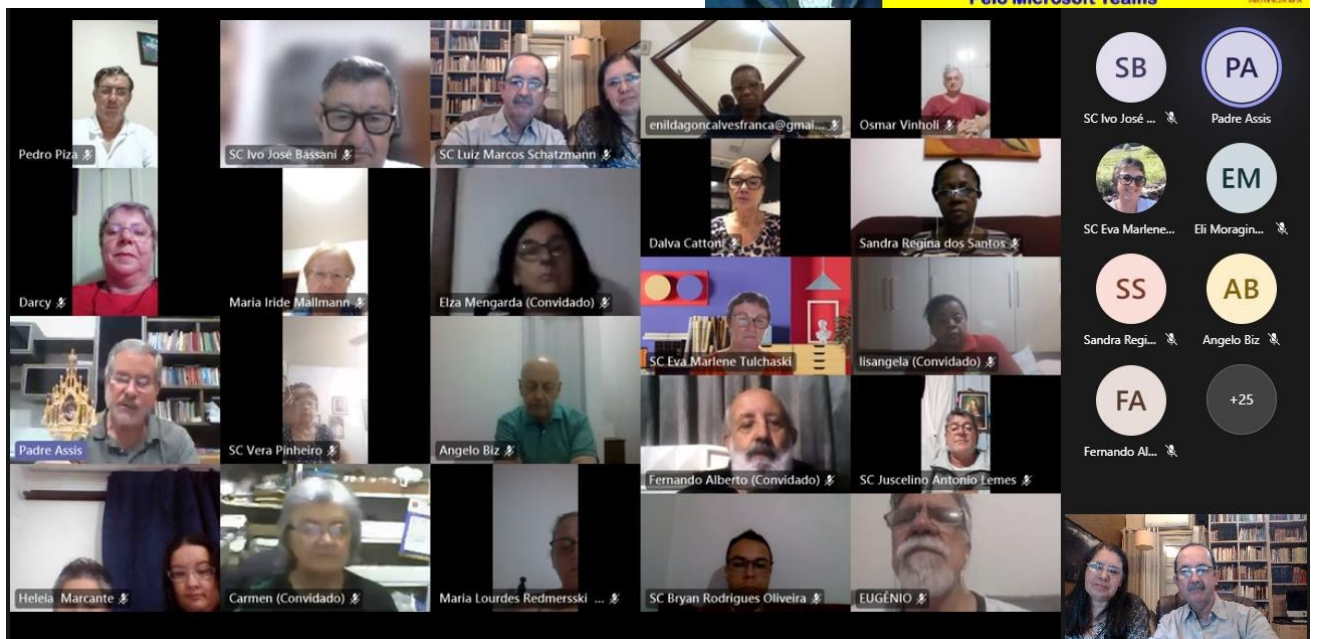 Pelo Microsoft Teams
Pedro Piza
SC Ivo José Bassani
SC Luiz Marcos Schatzmann
enildagoncalvesfranca@gmai...
Osmar Vinholi
Darcy
Maria Iride Mallmann
Elza Mengarda (Convidado)
Dalva Cattoni
Sandra Regina dos Santos
SC Eva Marlene Tulchaski
lisangela (Convidado)
Padre Assis
SC Vera Pinheiro
Angelo Biz
Fernando Alberto (Convidado)
SC Juscelino Antonio Lemes
Heleia Marcante
Carmen (Convidado)
Maria Lourdes Redmersski ...
SC Bryan Rodrigues Oliveira
EUGÊNIO
SB
PA
SC Ivo José ...
Padre Assis
EM
SC Eva Marlene...
Eli Moragin...
SS
AB
Sandra Regi...
Angelo Biz
FA
+25
Fernando Al...